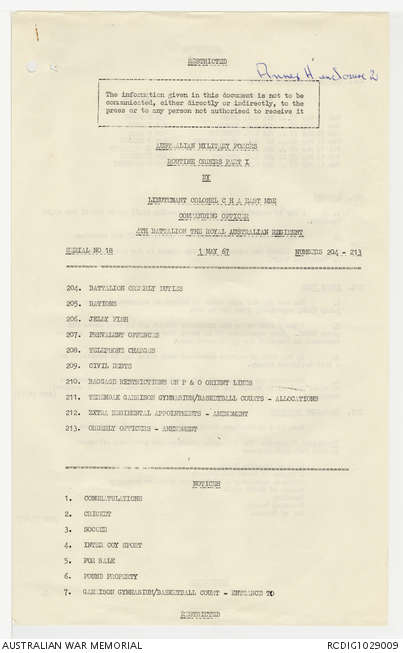 RESTRICTED
Annex H enclosure 2
The information given in this document is not to be
communicated, either directly or indirectly, to the
press or to any person not authorised to receive it
AUSTRALIAN MILITARY FORCES
ROUTINE ORDERS PART I
BY
LIEUTENANT COLONEL C H A EAST MBE
COMMANDING OFFICER
4TH BATTALION THE ROYAL AUSTRALIAN REGIMENT
SERIAL NO 18 1 MAY 67 NUMBERS 204 - 213
204. BATTALION ORDERLY DUTIES
205. RATIONS
206. JELLY FISH
207. PREVALENT OFFENCES
208. TELEPHONE CHARGES
209. CIVIL DEBTS
210. BAGGAGE RESTRICTIONS ON P & O ORIENT LINES
211. TERENDAK GARRISON GYMNASIUM/BASKETBALL COURTS - ALLOCATIONS
212. EXTRA REGIMENTAL APPOINTMENTS - AMENDMENT
213. ORDERLY OFFICERS - AMENDMENT
NOTICES
1. CONGRATULATIONS
2. CRICKET
3. SOCCER
4. INTER COY SPORT
5. FOR SALE
6. FOUND PROPERTY
7. GARRISON GYMNASIUM/BASKETBALL COURT - ENTRANCE TO
RESTRICTED
AUSTRALIAN WAR MEMORIAL RCDIG1029009